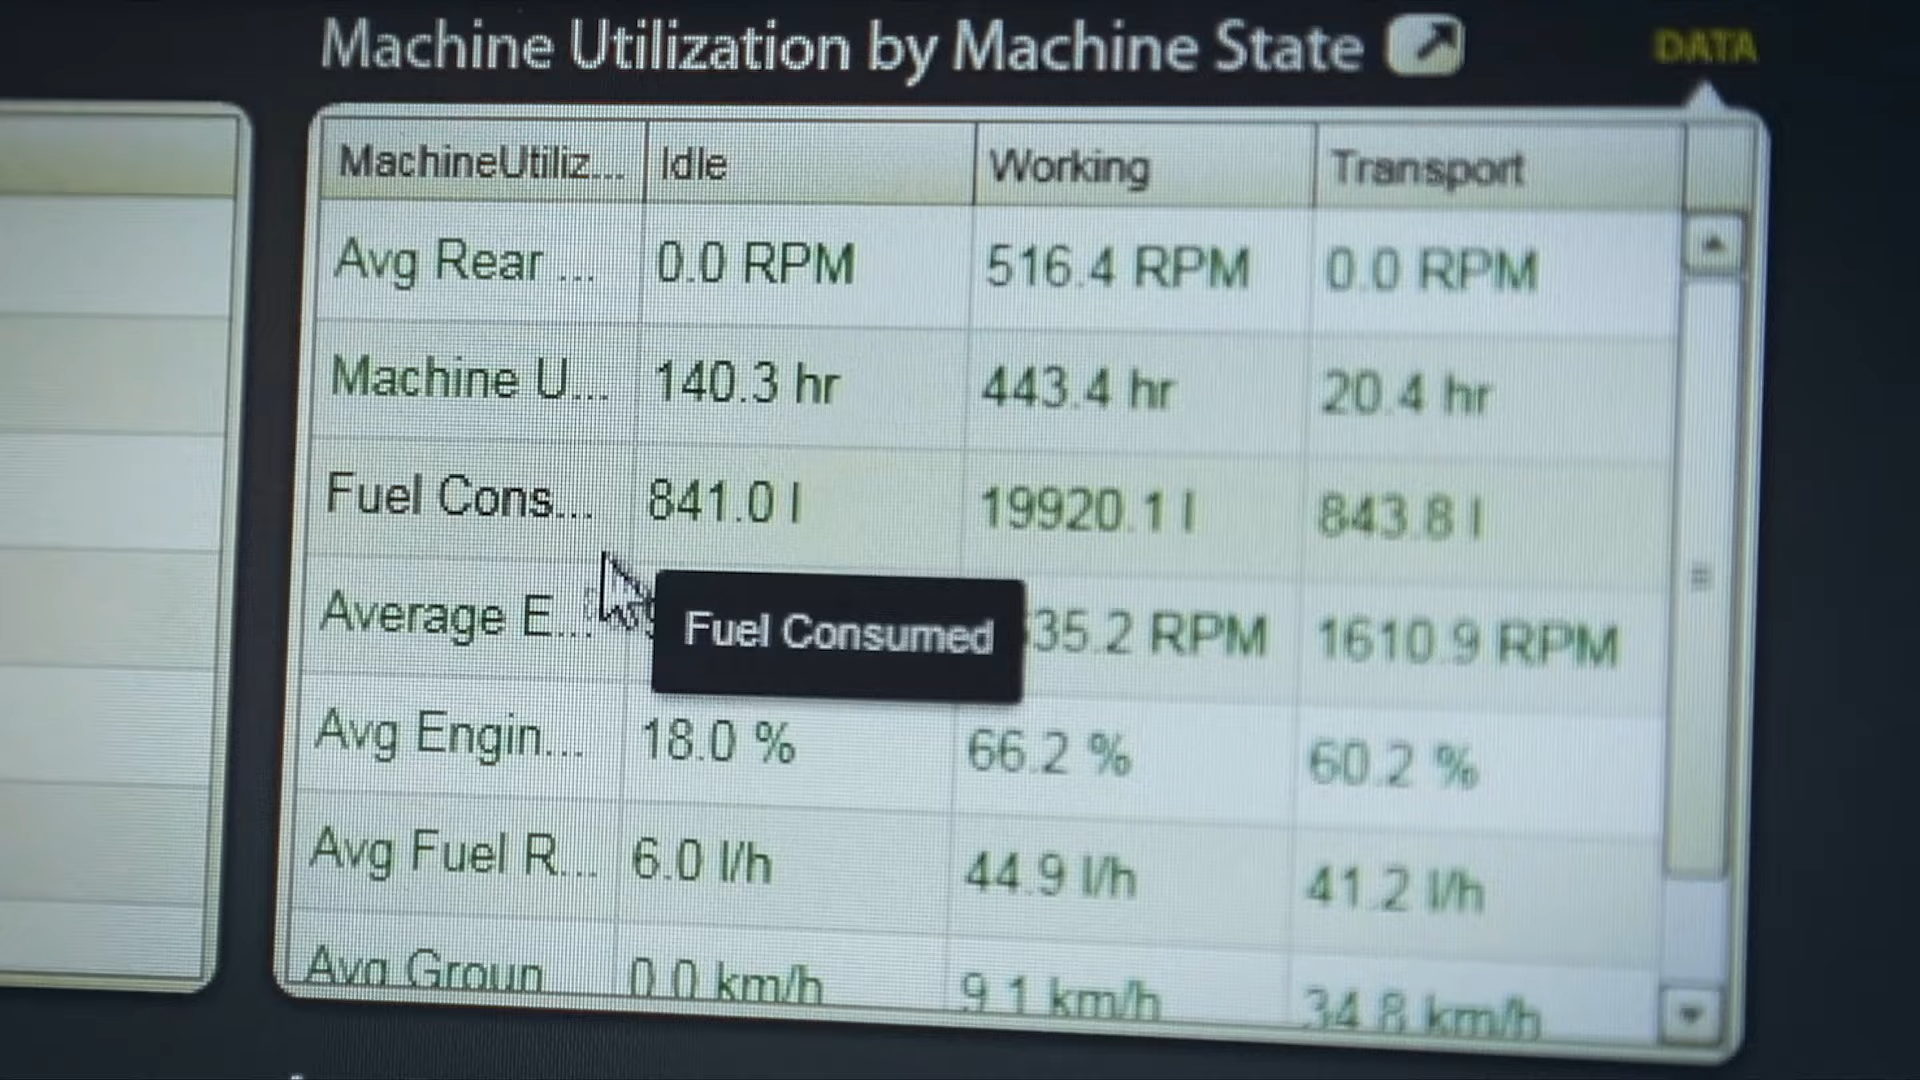 Machine Utilization by Machine State
DATA
MachineUtiliz... Idle Working Transport
Avg Rear ... 0.0 RPM 516.4 RPM 0.0 RPM
Machine U... 140.3 hr 443.4 hr 20.4 hr
Fuel Cons... 841.0 l 19920.1 l 843.8 l
Average E... 35.2 RPM 1610.9 RPM
Fuel Consumed
Avg Engin... 18.0 % 66.2 % 60.2 %
Avg Fuel R... 6.0 l/h 44.9 l/h 41.2 l/h
Avg Groun 0.0 km/h 9.1 km/h 34.8 km/h